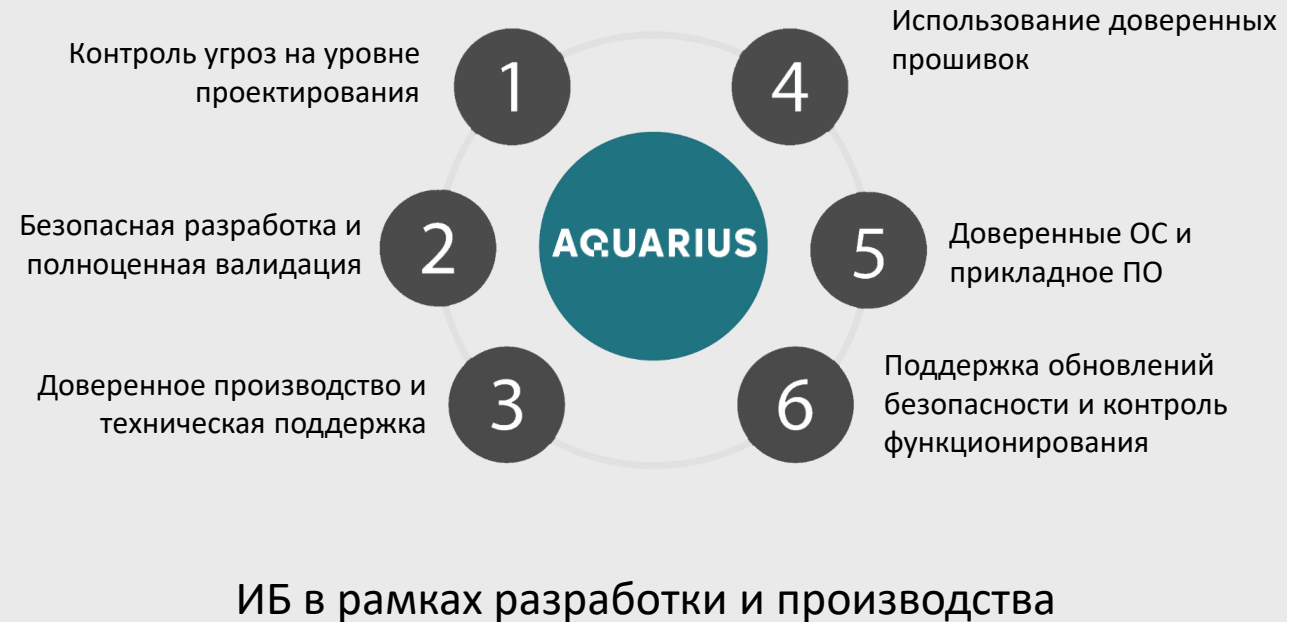 Контроль угроз на уровне
проектирования
1
Безопасная разработка и
полноценная валидация
2
Доверенное производство и
техническая поддержка
3
AQUARIUS
4
Использование доверенных
прошивок
5
Доверенные ОС и
прикладное ПО
6
Поддержка обновлений
безопасности и контроль
функционирования
ИБ в рамках разработки и производства